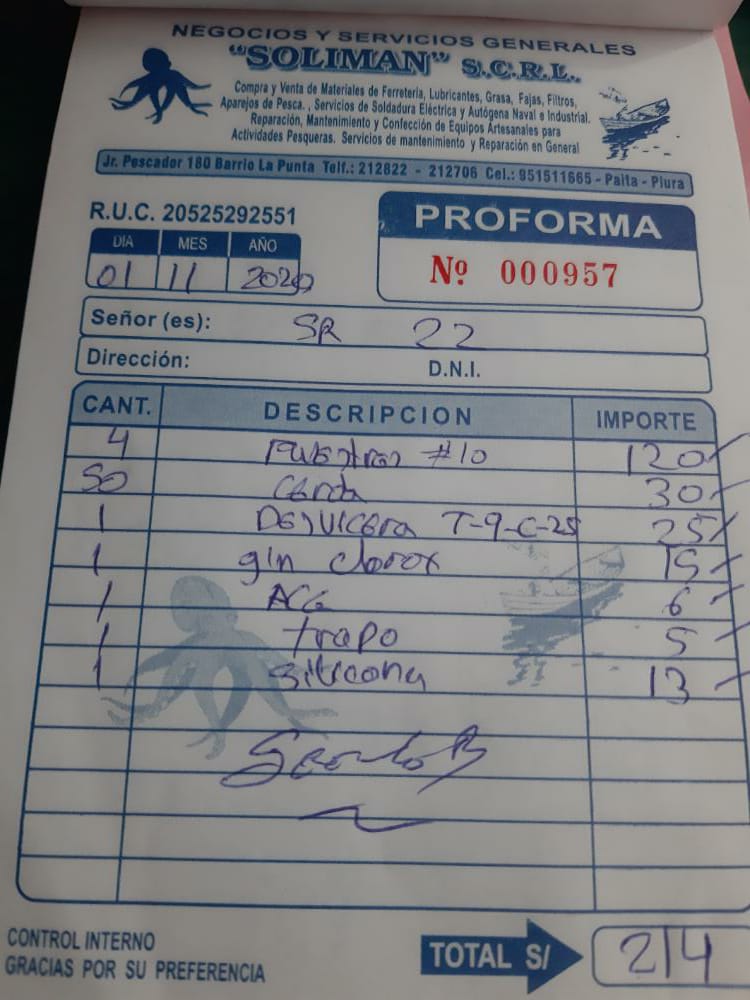 NEGOCIOS Y SERVICIOS GENERALES
"SOLIMAN" S.C.R.L.
Compra y Venta de Materiales de Ferretería, Lubricantes, Grasa, Fajas, Filtros,
Aparejos de Pesca. , Servicios de Soldadura Eléctrica y Autógena Naval e Industrial.
Reparación, Mantenimiento y Confección de Equipos Artesanales para
Actividades Pesqueras. Servicios de mantenimiento y Reparación en General
Jr. Pescador 180 Barrio La Punta Telf.: 212822 - 212706 Cel.: 951511665 - Paita - Piura
R.U.C. 20525292551
PROFORMA
Nº 000957
DIA MES AÑO
01 11 2020
Señor (es): SR 22
Dirección: D.N.I.
CANT. DESCRIPCION IMPORTE
4 #10 120
50 30
1 T-9-C-25 25
1 gln clorox 15
1 ACE 6
1 trapo 5
1 silicona 13
CONTROL INTERNO
GRACIAS POR SU PREFERENCIA
TOTAL S/ 214